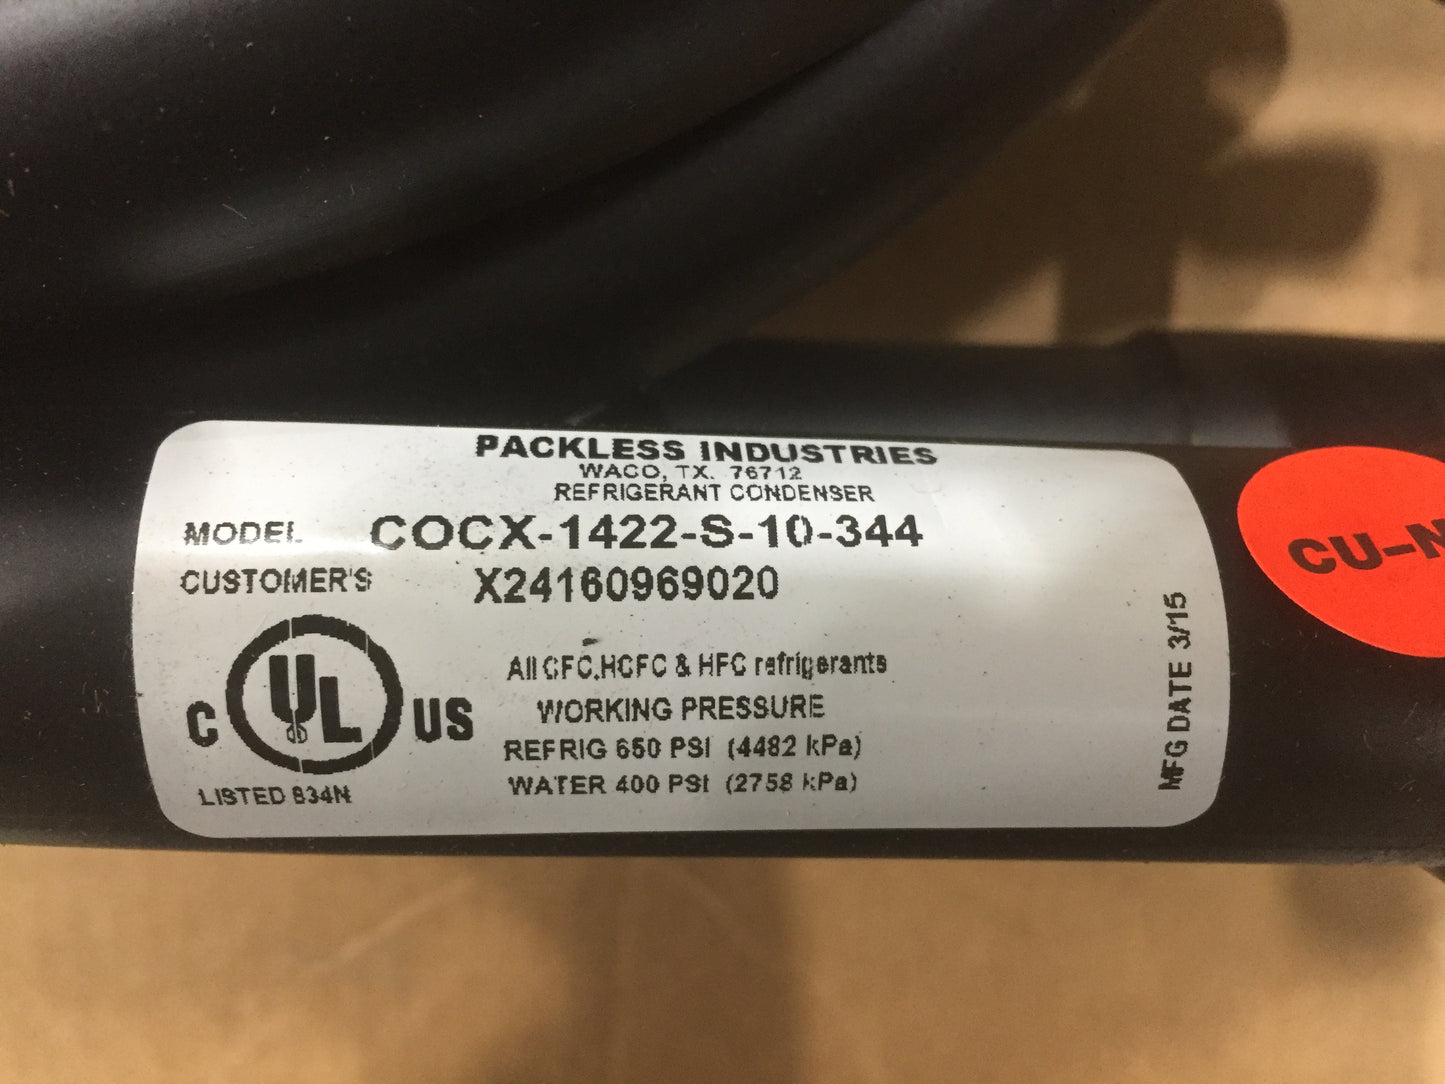 PACKLESS INDUSTRIES
WACO, TX. 76712
REFRIGERANT CONDENSER
MODEL COCX-1422-S-10-344
CUSTOMER'S X24160969020
C UL US
LISTED 834N
All CFC,HCFC & HFC refrigerants
WORKING PRESSURE
REFRIG 650 PSI (4482 kPa)
WATER 400 PSI (2758 kPa)
MFG DATE 3/15
CU-N